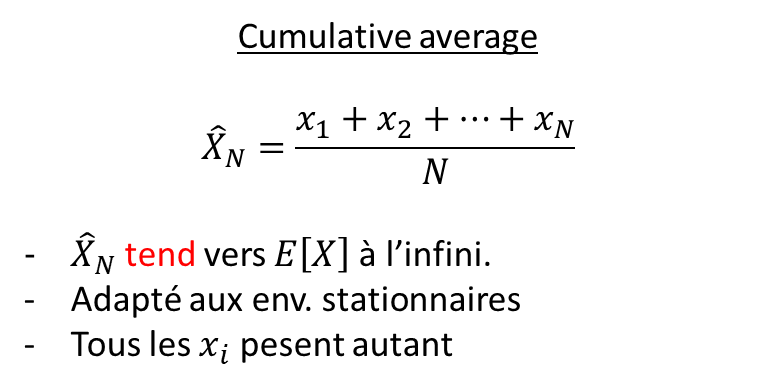 Cumulative average
X̂_N = (x_1 + x_2 + ⋯ + x_N) / N
- X̂_N tend vers E[X] à l’infini.
- Adapté aux env. stationnaires
- Tous les x_i pesent autant